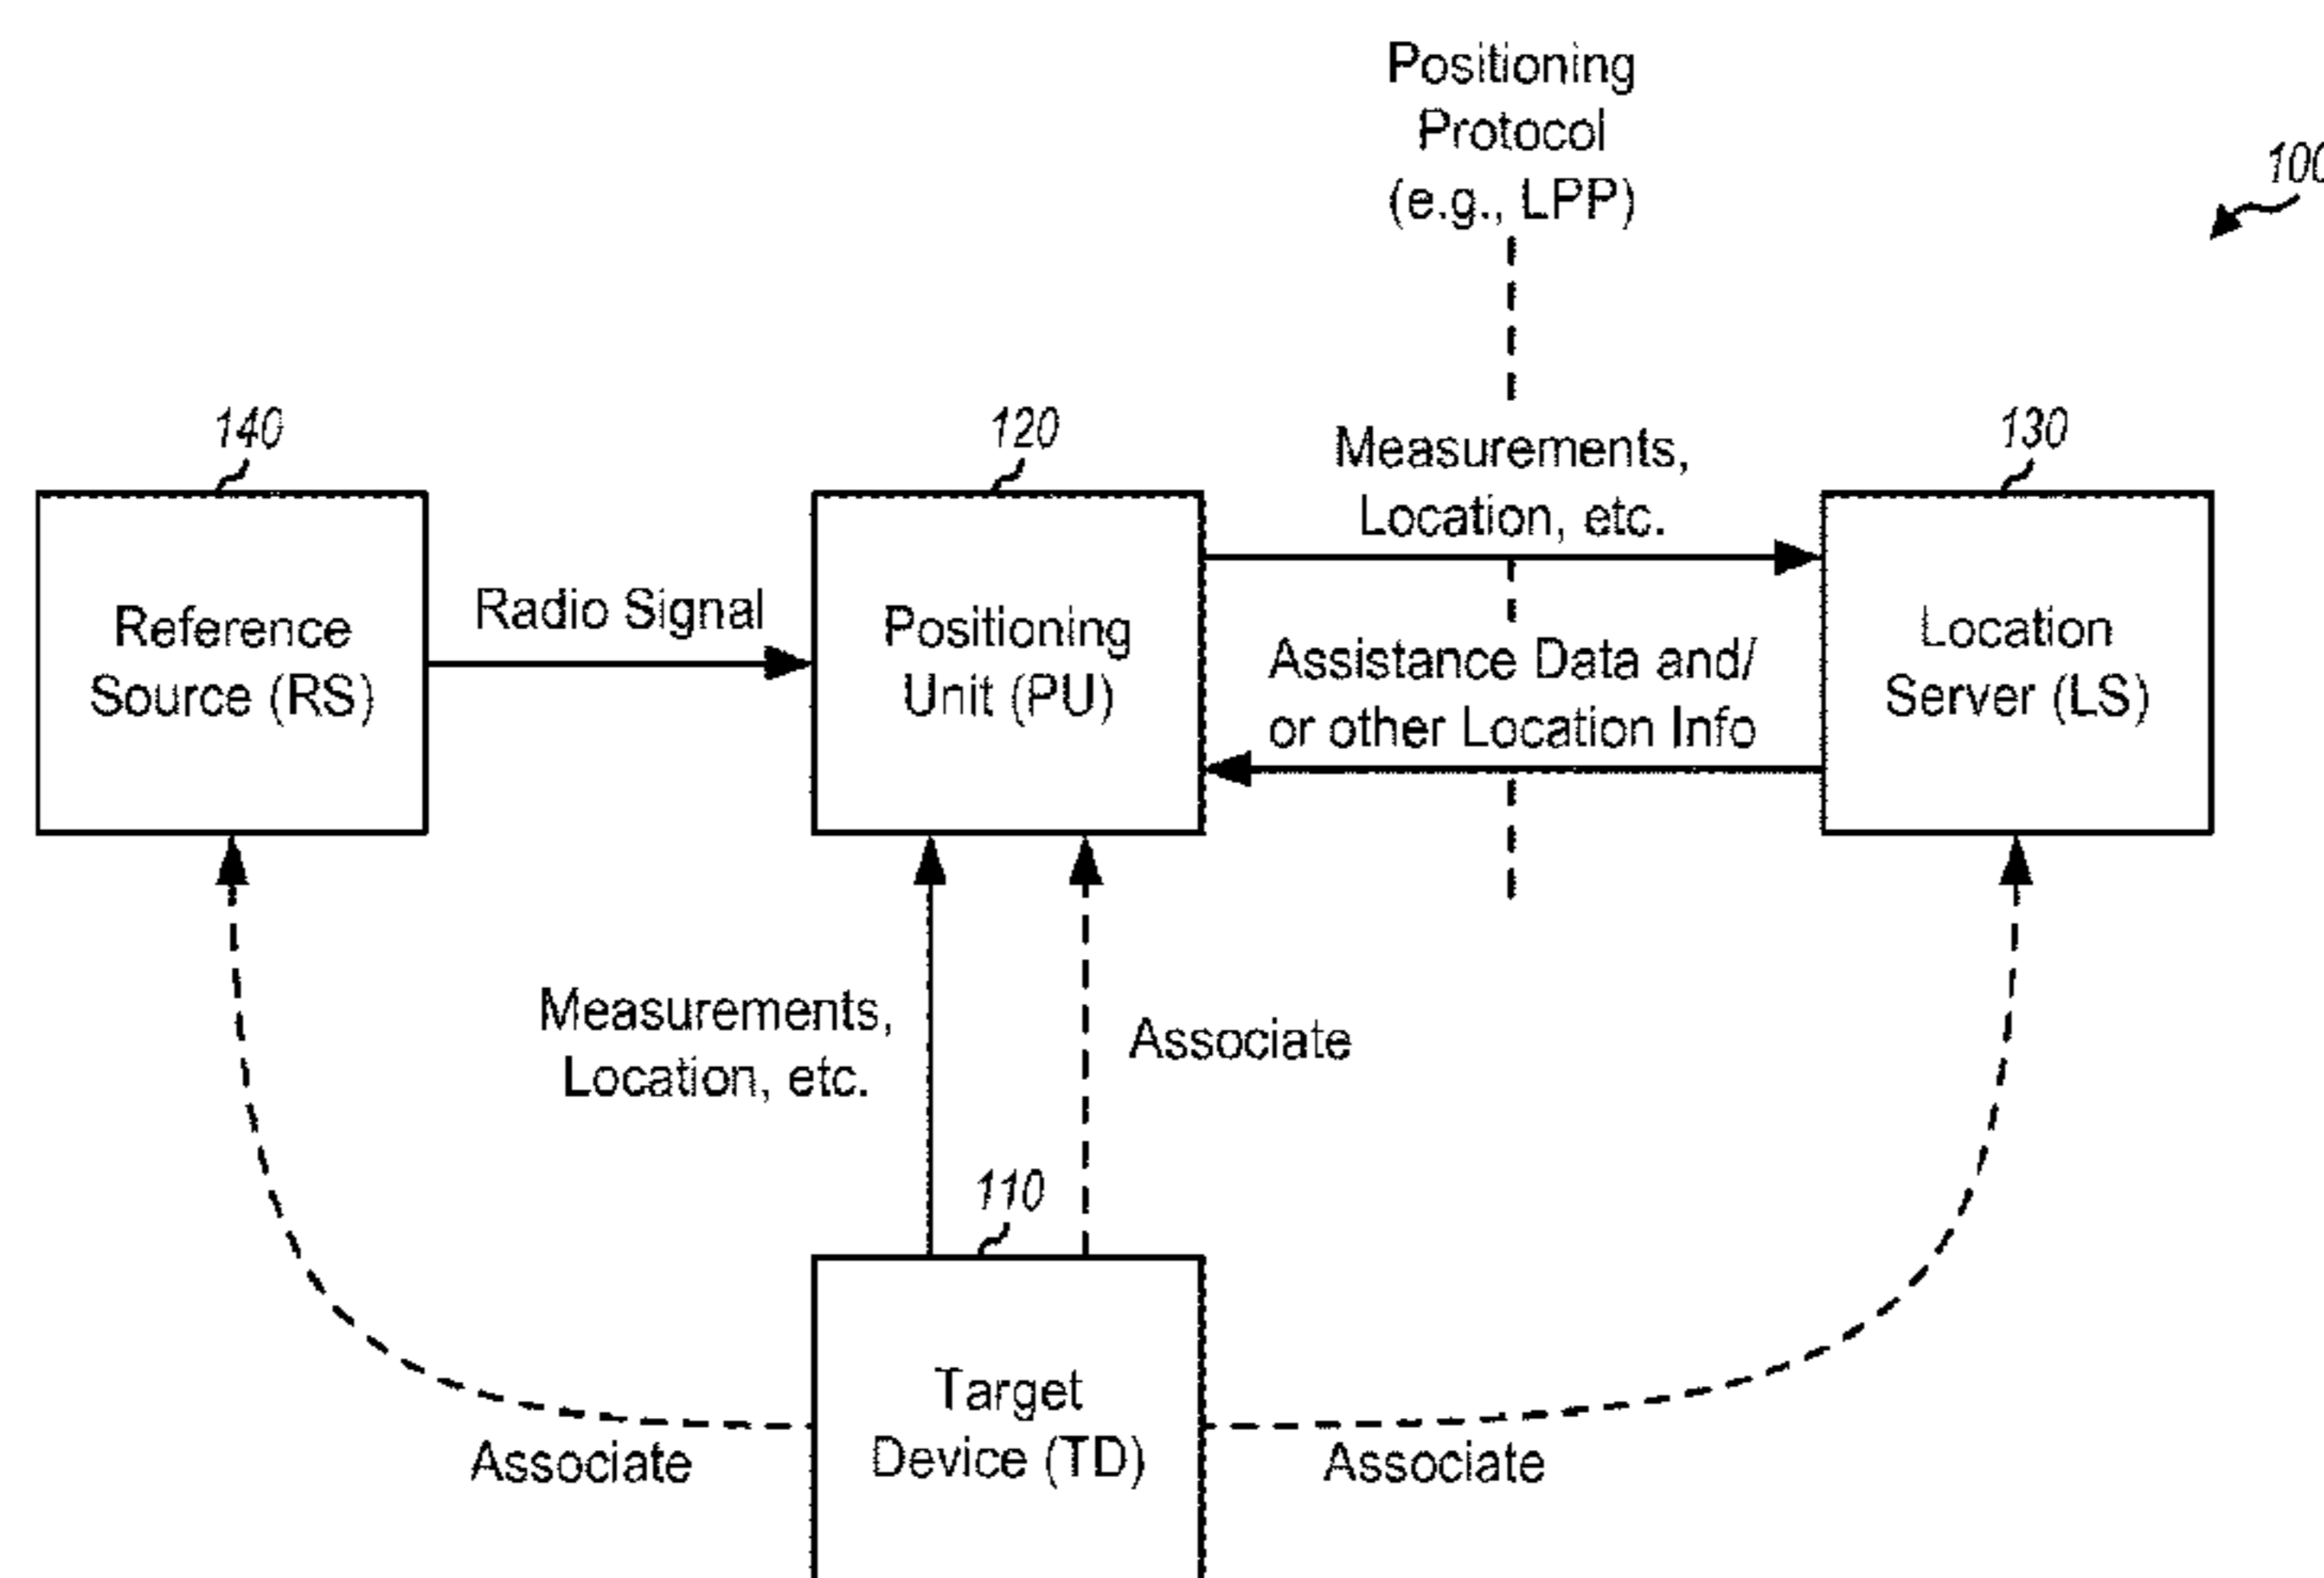 Positioning
Protocol
(e.g., LPP)
100
140
120
130
Measurements,
Location, etc.
Reference
Source (RS)
Radio Signal
Positioning
Unit (PU)
Assistance Data and/
or other Location Info
Location
Server (LS)
Measurements,
Location, etc.
Associate
110
Target
Device (TD)
Associate
Associate